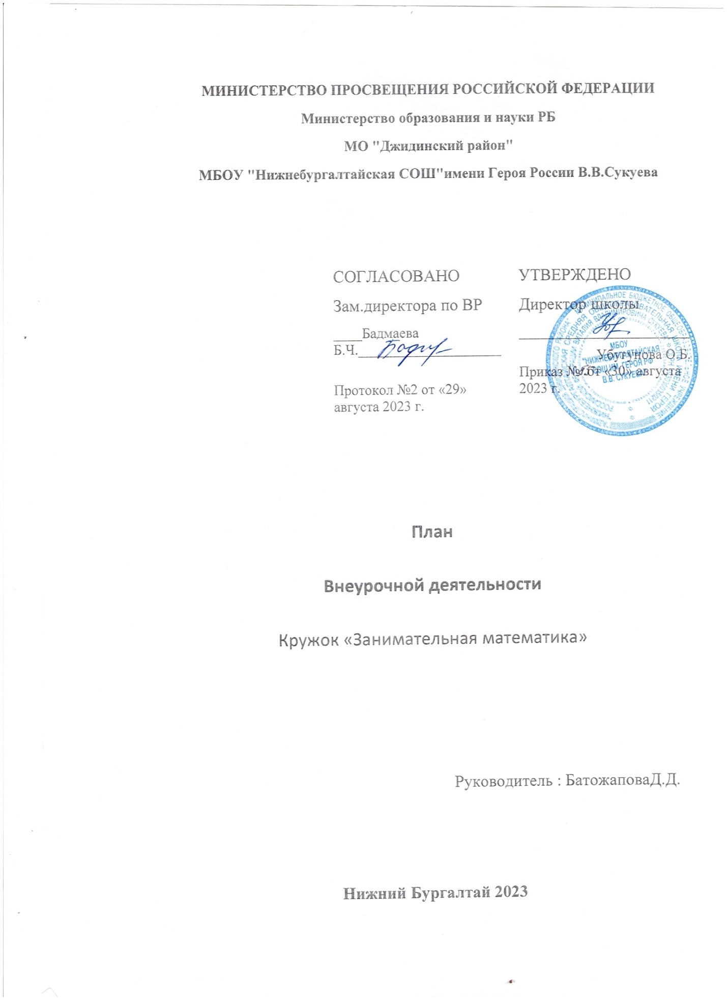 МИНИСТЕРСТВО ПРОСВЕЩЕНИЯ РОССИЙСКОЙ ФЕДЕРАЦИИ
Министерство образования и науки РБ
МО "Джидинский район"
МБОУ "Нижнебургалтайская СОШ"имени Героя России В.В.Сукуева
СОГЛАСОВАНО
Зам.директора по ВР
____Бадмаева
Б.Ч.____________________
Протокол №2 от «29»
августа 2023 г.
УТВЕРЖДЕНО
Директор школы
________________________
Убугунова О.Б.
Приказ № от «30» августа
2023 г.
МБОУ
"НИЖНЕБУРГАЛТАЙСКАЯ
СОШ ИМ. ГЕРОЯ РФ
В.В. СУКУЕВА"
План
Внеурочной деятельности
Кружок «Занимательная математика»
Руководитель : БатожаповаД.Д.
Нижний Бургалтай 2023